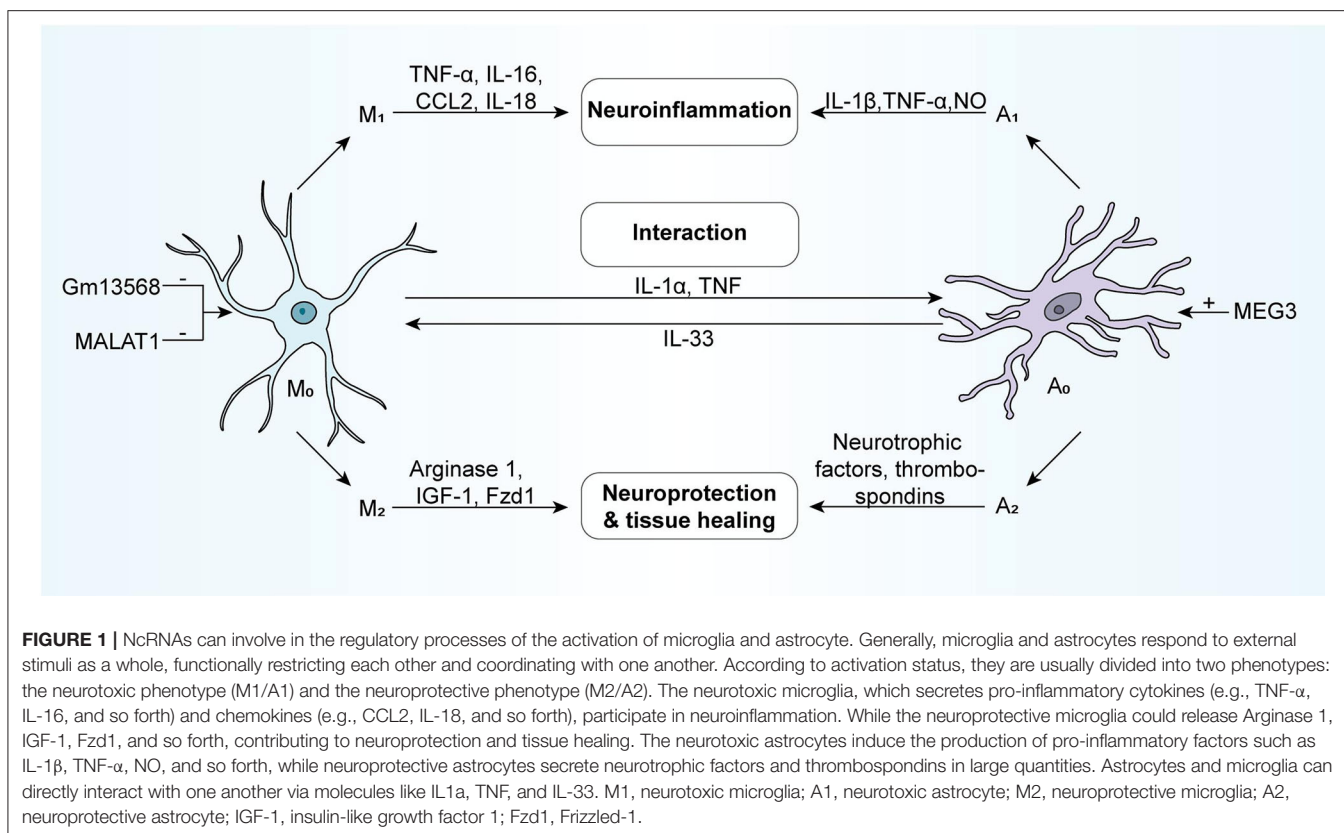 TNF-α, IL-16,
CCL2, IL-18
M₁
Neuroinflammation
IL-1β,TNF-α,NO
A₁
Interaction
Gm13568
-
MALAT1
-
IL-1α, TNF
IL-33
+
MEG3
M₀
A₀
Arginase 1,
IGF-1, Fzd1
M₂
Neuroprotection
& tissue healing
Neurotrophic
factors, thrombo-
spondins
A₂
FIGURE 1 | NcRNAs can involve in the regulatory processes of the activation of microglia and astrocyte. Generally, microglia and astrocytes respond to external
stimuli as a whole, functionally restricting each other and coordinating with one another. According to activation status, they are usually divided into two phenotypes:
the neurotoxic phenotype (M1/A1) and the neuroprotective phenotype (M2/A2). The neurotoxic microglia, which secretes pro-inflammatory cytokines (e.g., TNF-α,
IL-16, and so forth) and chemokines (e.g., CCL2, IL-18, and so forth), participate in neuroinflammation. While the neuroprotective microglia could release Arginase 1,
IGF-1, Fzd1, and so forth, contributing to neuroprotection and tissue healing. The neurotoxic astrocytes induce the production of pro-inflammatory factors such as
IL-1β, TNF-α, NO, and so forth, while neuroprotective astrocytes secrete neurotrophic factors and thrombospondins in large quantities. Astrocytes and microglia can
directly interact with one another via molecules like IL1a, TNF, and IL-33. M1, neurotoxic microglia; A1, neurotoxic astrocyte; M2, neuroprotective microglia; A2,
neuroprotective astrocyte; IGF-1, insulin-like growth factor 1; Fzd1, Frizzled-1.